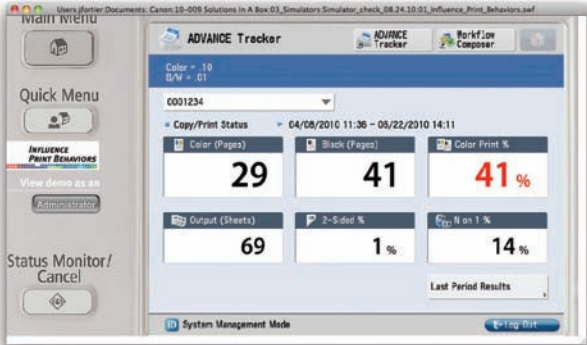 Users:jfortier:Documents: Canon:10-009 Solutions In A Box:03_Simulators:Simulator_check_08.24.10:01_Influence_Print_Behaviors.swf
Main Menu
ADVANCE Tracker
ADVANCE Tracker
Workflow Composer
Color = .10
B/W = .01
Quick Menu
0001234
Copy/Print Status
04/08/2010 11:36 - 05/22/2010 14:11
INFLUENCE
PRINT BEHAVIORS
View demo as an
Administrator
Color (Pages)
Black (Pages)
Color Print %
29
41
41 %
Output (Sheets)
2-Sided %
N on 1 %
69
1 %
14 %
Status Monitor/
Cancel
Last Period Results
ID System Management Mode
Log Out